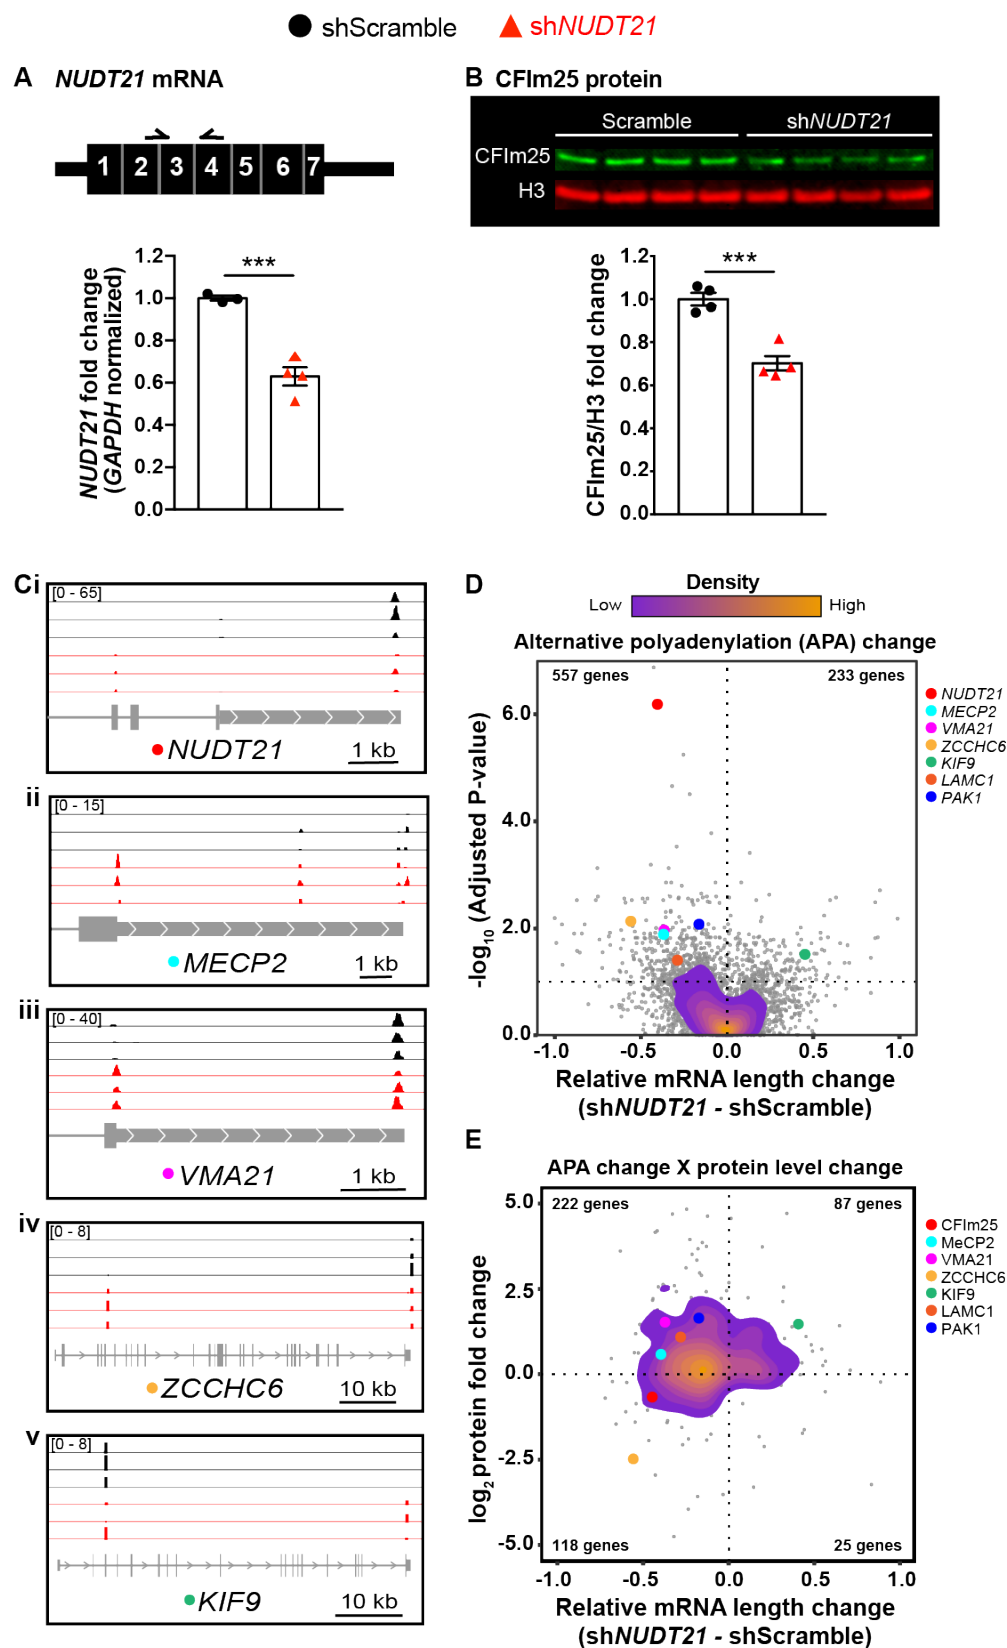 shScramble shNUDT21
A NUDT21 mRNA
1 2 3 4 5 6 7
NUDT21 fold change
(GAPDH normalized)
1.2
1.0
0.8
0.6
0.4
0.2
0.0
***
B CFIm25 protein
Scramble shNUDT21
CFIm25
H3
CFIm25/H3 fold change
1.2
1.0
0.8
0.6
0.4
0.2
0.0
***
Ci
[0 - 65]
NUDT21 1 kb
ii
[0 - 15]
MECP2 1 kb
iii
[0 - 40]
VMA21 1 kb
iv
[0 - 8]
ZCCHC6 10 kb
v
[0 - 8]
KIF9 10 kb
D
Density
Low High
Alternative polyadenylation (APA) change
557 genes 233 genes
-log10 (Adjusted P-value)
6.0
4.0
2.0
0.0
-1.0 -0.5 0.0 0.5 1.0
Relative mRNA length change
(shNUDT21 - shScramble)
NUDT21
MECP2
VMA21
ZCCHC6
KIF9
LAMC1
PAK1
E
APA change X protein level change
222 genes 87 genes
log2 protein fold change
5.0
2.5
0.0
-2.5
-5.0
118 genes 25 genes
-1.0 -0.5 0.0 0.5 1.0
Relative mRNA length change
(shNUDT21 - shScramble)
CFIm25
MeCP2
VMA21
ZCCHC6
KIF9
LAMC1
PAK1